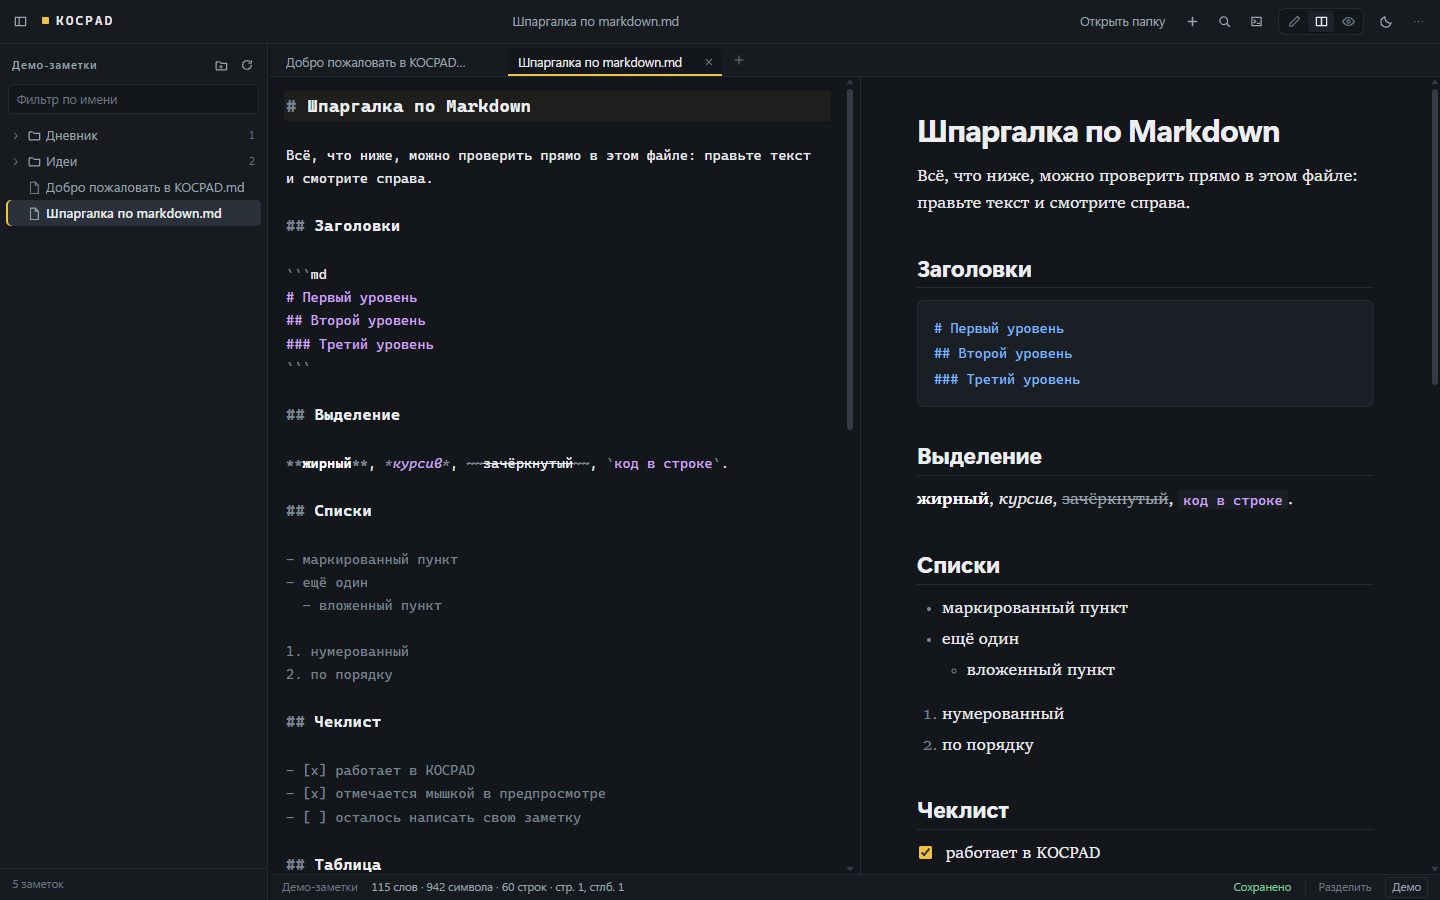 KOCPAD
Шпаргалка по markdown.md
Открыть папку
Демо-заметки
Фильтр по имени
Дневник 1
Идеи 2
Добро пожаловать в KOCPAD.md
Шпаргалка по markdown.md
5 заметок
Добро пожаловать в KOCPAD...
Шпаргалка по markdown.md
# Шпаргалка по Markdown
Всё, что ниже, можно проверить прямо в этом файле: правьте текст
и смотрите справа.
## Заголовки
```md
# Первый уровень
## Второй уровень
### Третий уровень
```
## Выделение
**жирный**, *курсив*, ~~зачёркнутый~~, `код в строке`.
## Списки
- маркированный пункт
- ещё один
- вложенный пункт
1. нумерованный
2. по порядку
## Чеклист
- [x] работает в KOCPAD
- [x] отмечается мышкой в предпросмотре
- [ ] осталось написать свою заметку
## Таблица
Шпаргалка по Markdown
Всё, что ниже, можно проверить прямо в этом файле:
правьте текст и смотрите справа.
Заголовки
# Первый уровень
## Второй уровень
### Третий уровень
Выделение
жирный, курсив, зачёркнутый, код в строке.
Списки
• маркированный пункт
• ещё один
◦ вложенный пункт
1. нумерованный
2. по порядку
Чеклист
работает в KOCPAD
Демо-заметки 115 слов · 942 символа · 60 строк · стр. 1, стлб. 1
Сохранено Разделить Демо